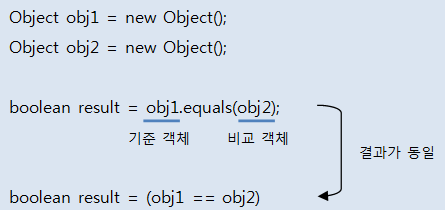 Object obj1 = new Object();
Object obj2 = new Object();
boolean result = obj1.equals(obj2);
기준 객체 비교 객체
결과가 동일
boolean result = (obj1 == obj2)